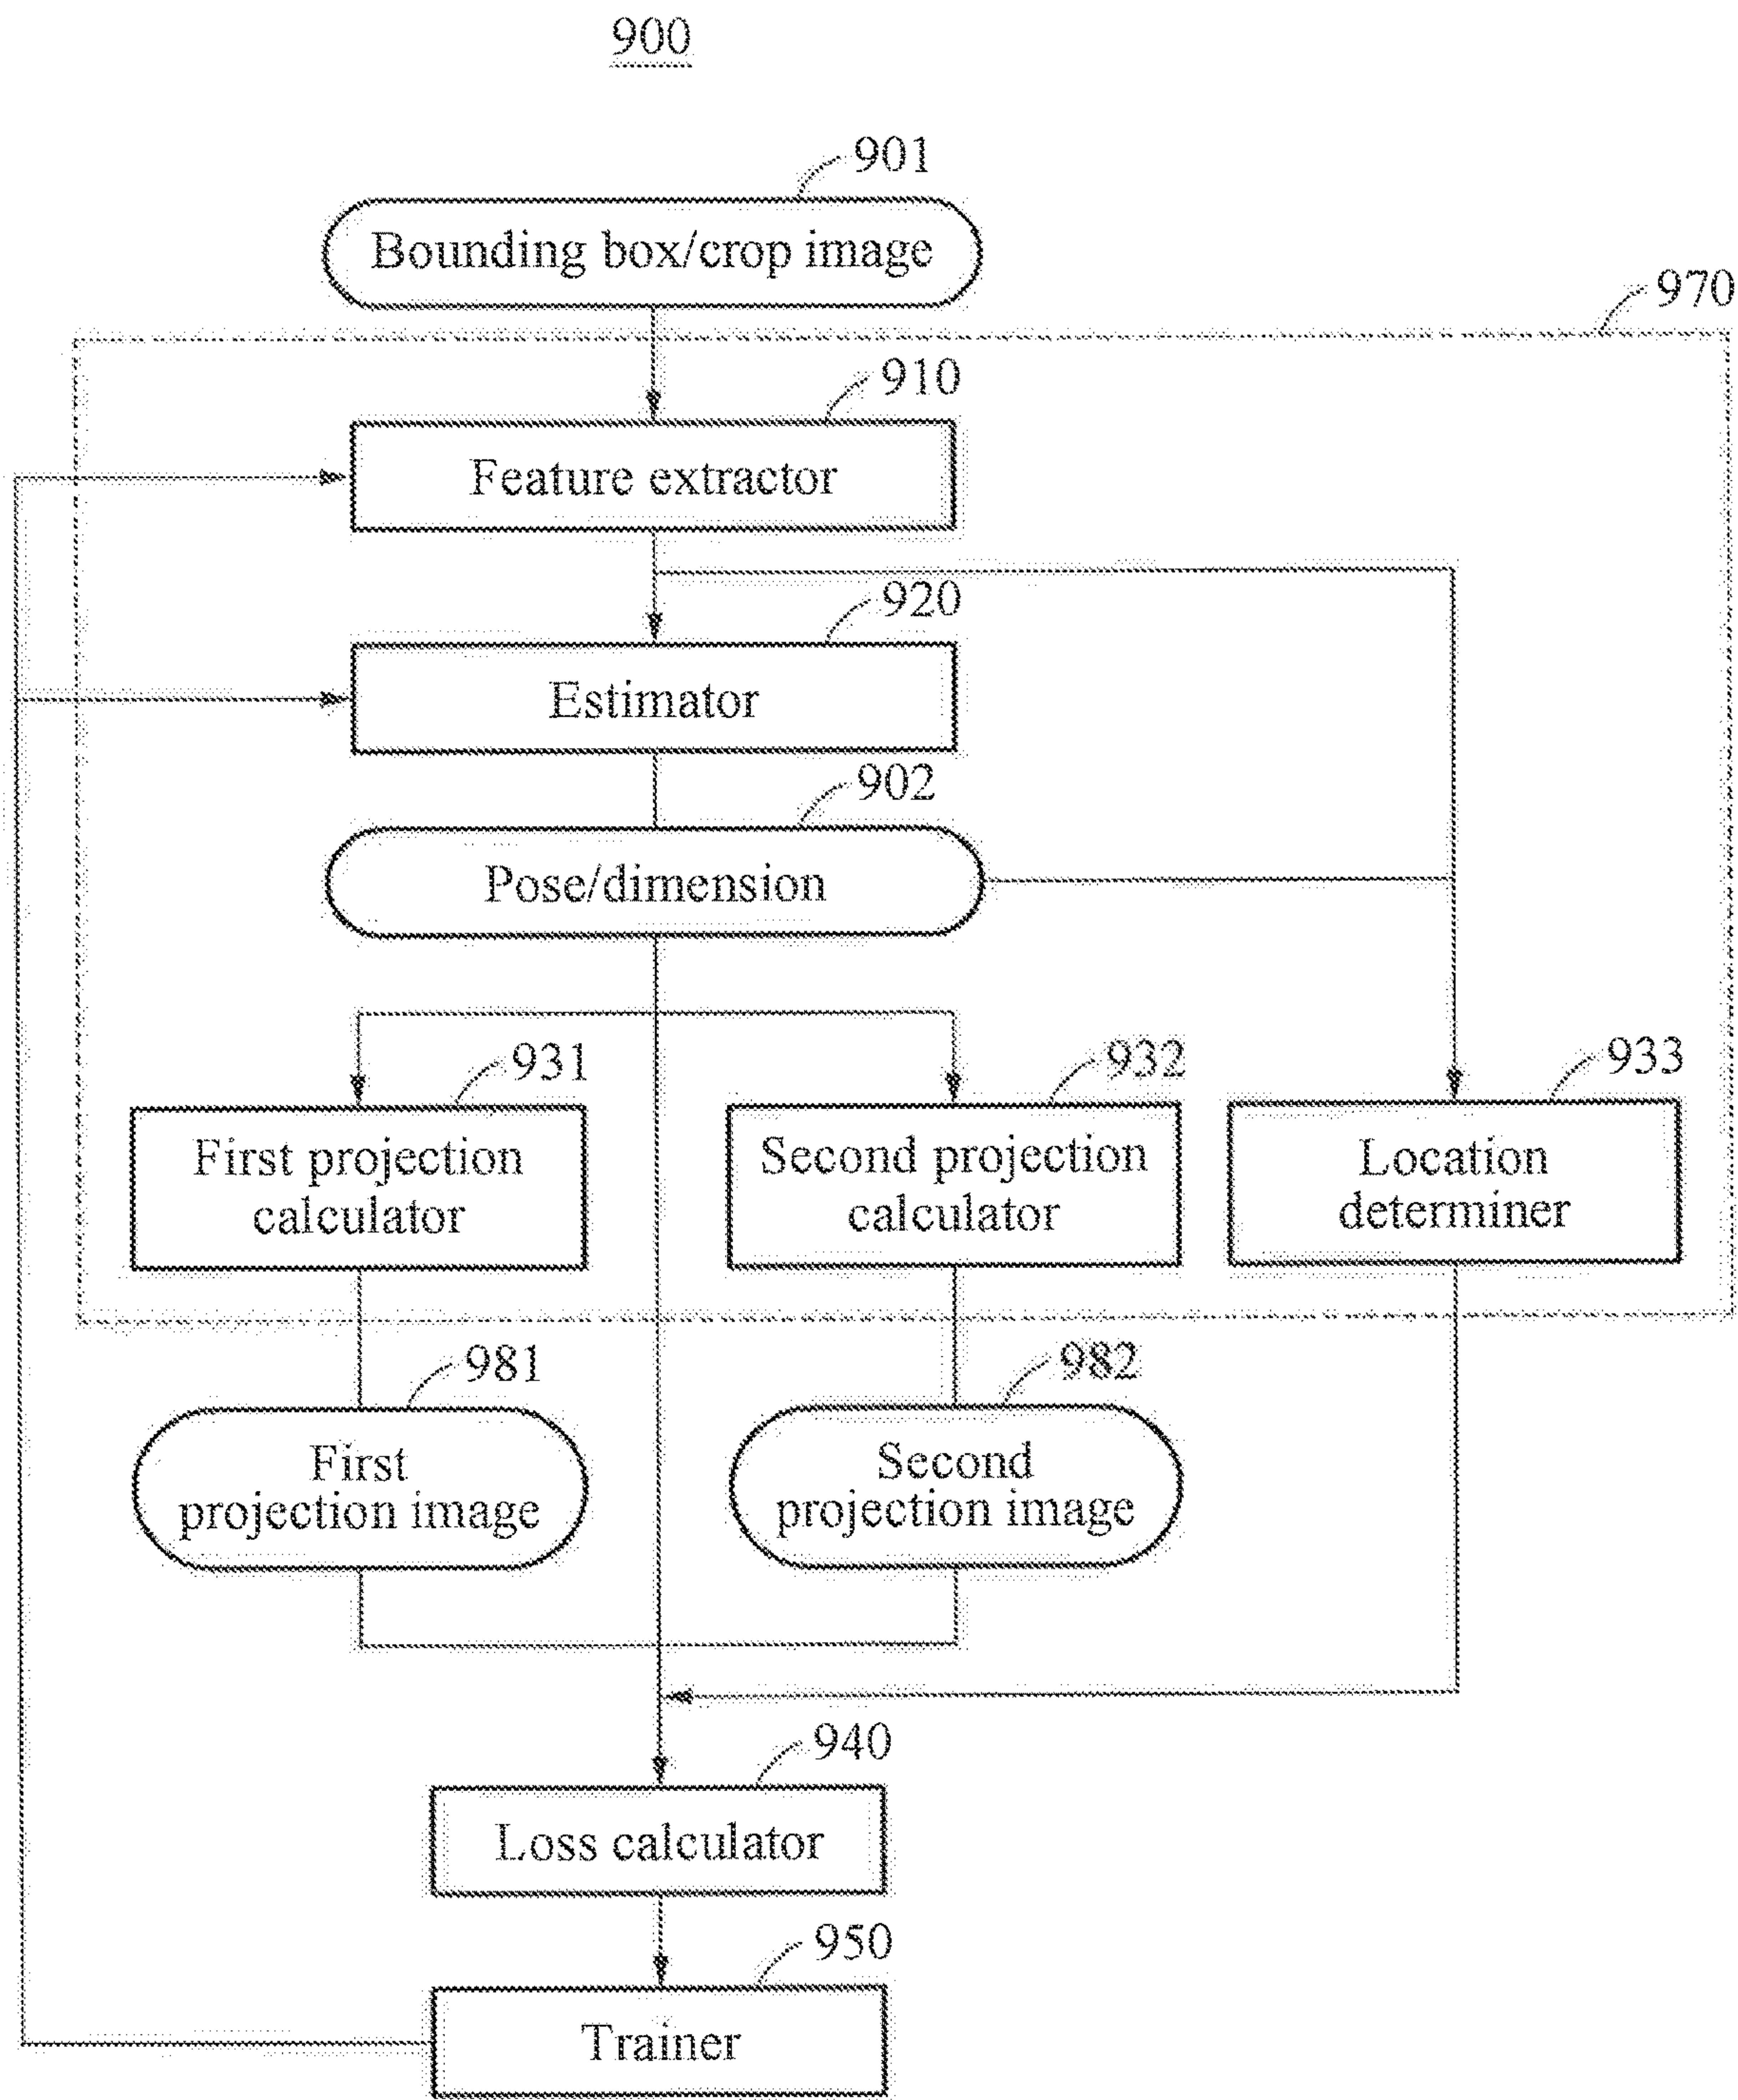 900
901
Bounding box/crop image
970
910
Feature extractor
920
Estimator
902
Pose/dimension
931
932
933
First projection
calculator
Second projection
calculator
Location
determiner
981
982
First
projection image
Second
projection image
940
Loss calculator
950
Trainer